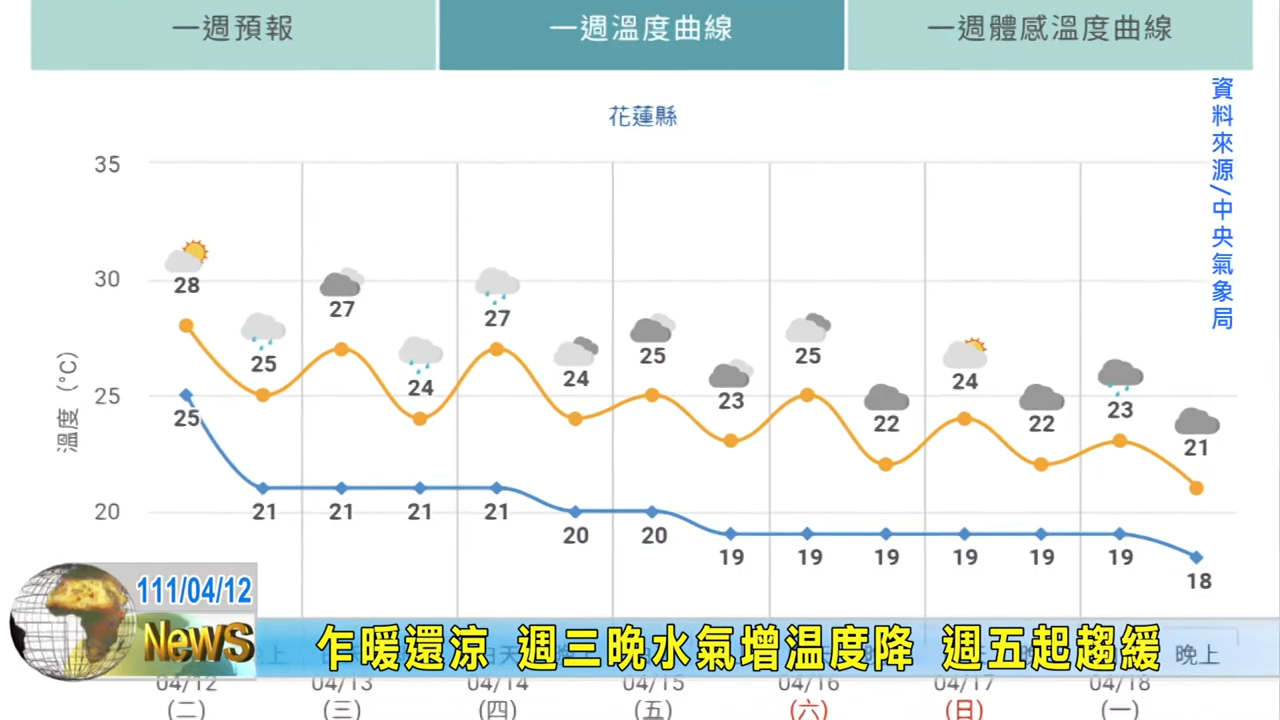 一週預報
一週溫度曲線
一週體感溫度曲線
資料來源/中央氣象局
花蓮縣
溫度 (°C)
35
30
25
20
28
25
27
24
27
24
25
23
25
22
24
22
23
21
25
21
21
21
21
20
20
19
19
19
19
19
19
18
111/04/12
NewS
乍暖還涼 週三晚水氣增温度降 週五起趨緩
晚上
04/12
04/13
04/14
04/15
04/16
04/17
04/18
(二)
(三)
(四)
(五)
(六)
(日)
(一)